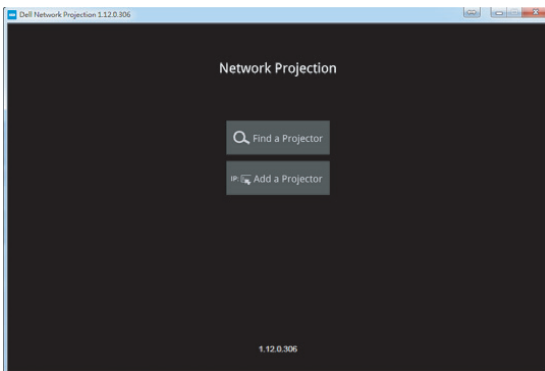 Dell Network Projection 1.12.0.306
Network Projection
Find a Projector
IP: Add a Projector
1.12.0.306